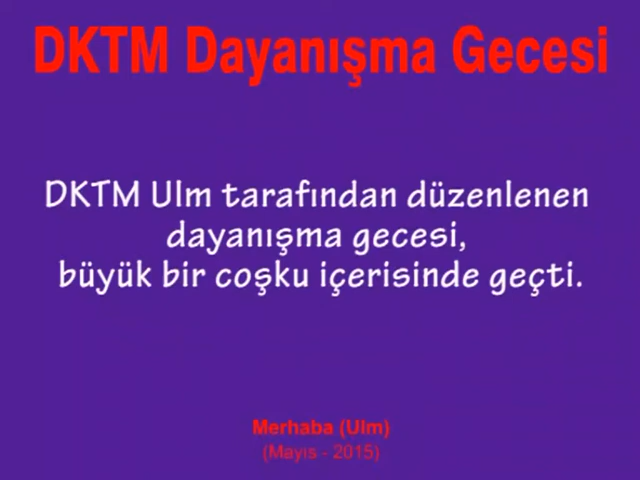 DKTM Dayanışma Gecesi
DKTM Ulm tarafından düzenlenen
dayanışma gecesi,
büyük bir coşku içerisinde geçti.
Merhaba (Ulm)
(Mayıs - 2015)